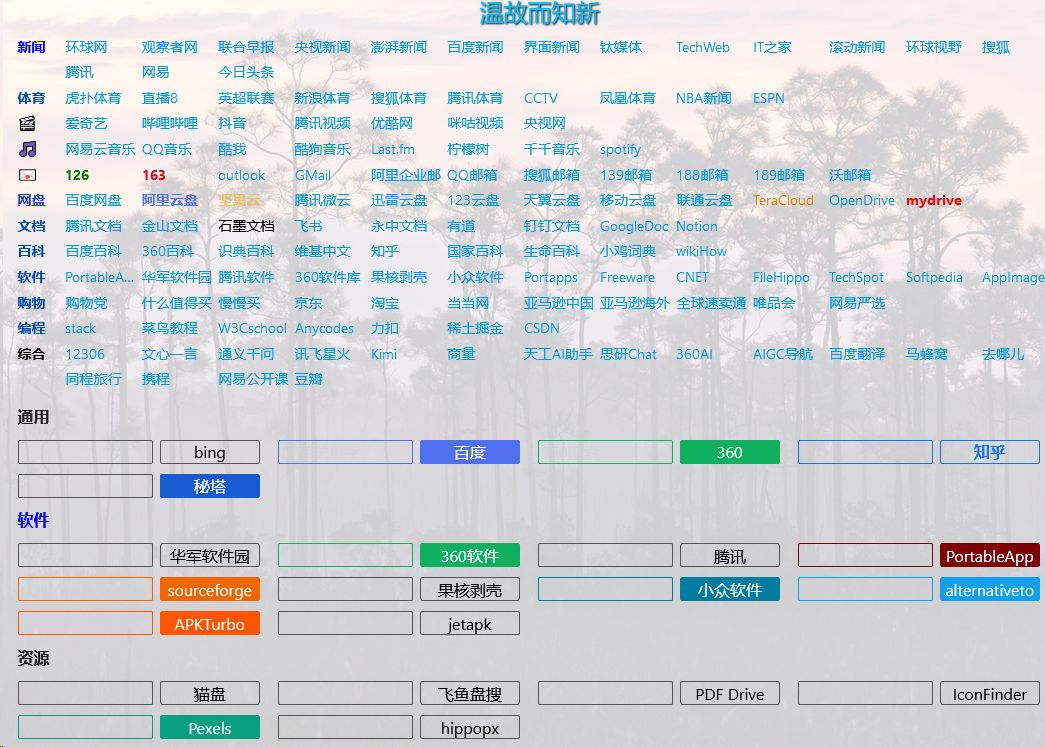 温故而知新
新闻 环球网 观察者网 联合早报 央视新闻 澎湃新闻 百度新闻 界面新闻 钛媒体 TechWeb IT之家 滚动新闻 环球视野 搜狐
腾讯 网易 今日头条
体育 虎扑体育 直播8 英超联赛 新浪体育 搜狐体育 腾讯体育 CCTV 凤凰体育 NBA新闻 ESPN
爱奇艺 哔哩哔哩 抖音 腾讯视频 优酷网 咪咕视频 央视网
网易云音乐 QQ音乐 酷我 酷狗音乐 Last.fm 柠檬树 千千音乐 spotify
126 163 outlook GMail 阿里企业邮 QQ邮箱 搜狐邮箱 139邮箱 188邮箱 189邮箱 沃邮箱
网盘 百度网盘 阿里云盘 坚果云 腾讯微云 迅雷云盘 123云盘 天翼云盘 移动云盘 联通云盘 TeraCloud OpenDrive mydrive
文档 腾讯文档 金山文档 石墨文档 飞书 永中文档 有道 钉钉文档 GoogleDoc Notion
百科 百度百科 360百科 识典百科 维基中文 知乎 国家百科 生命百科 小鸡词典 wikiHow
软件 PortableA... 华军软件园 腾讯软件 360软件库 果核剥壳 小众软件 Portapps Freeware CNET FileHippo TechSpot Softpedia AppImage
购物 购物党 什么值得买 慢慢买 京东 淘宝 当当网 亚马逊中国 亚马逊海外 全球速卖通 唯品会 网易严选
编程 stack 菜鸟教程 W3Cschool Anycodes 力扣 稀土掘金 CSDN
综合 12306 文心一言 通义千问 讯飞星火 Kimi 商量 天工AI助手 思研Chat 360AI AIGC导航 百度翻译 马蜂窝 去哪儿
同程旅行 携程 网易公开课 豆瓣
通用
bing 百度 360 知乎
秘塔
软件
华军软件园 360软件 腾讯 PortableApp
sourceforge 果核剥壳 小众软件 alternativeto
APKTurbo jetapk
资源
猫盘 飞鱼盘搜 PDF Drive IconFinder
Pexels hippopx